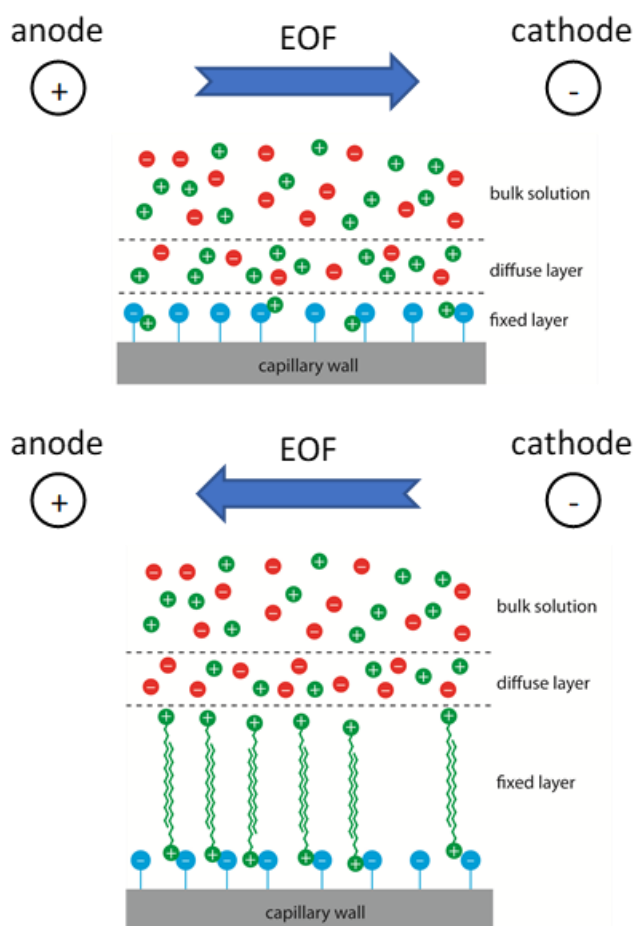 anode EOF cathode
+ -
bulk solution
diffuse layer
fixed layer
capillary wall
anode EOF cathode
+ -
bulk solution
diffuse layer
fixed layer
capillary wall